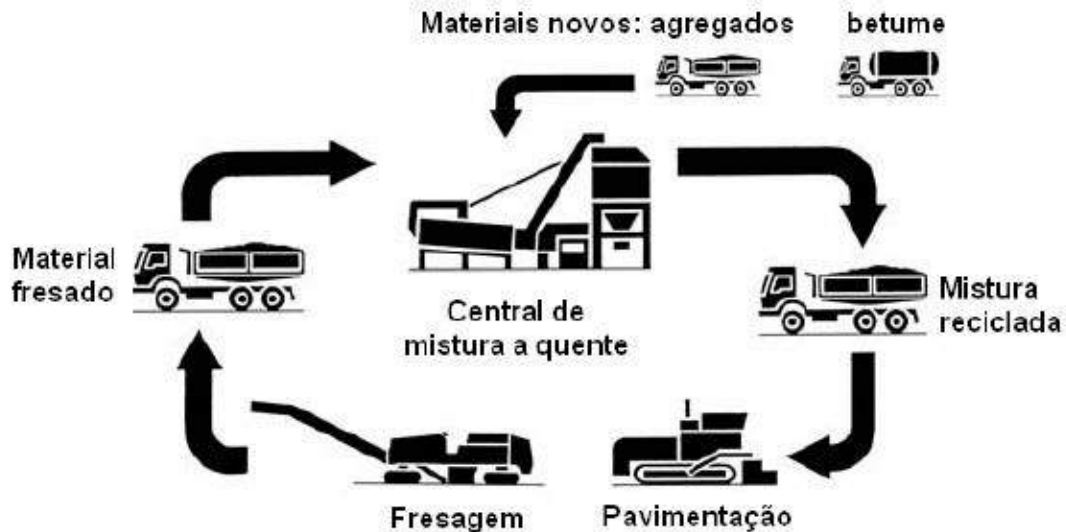 Materiais novos: agregados betume
Material
fresado
Central de
mistura a quente
Mistura
reciclada
Fresagem
Pavimentação